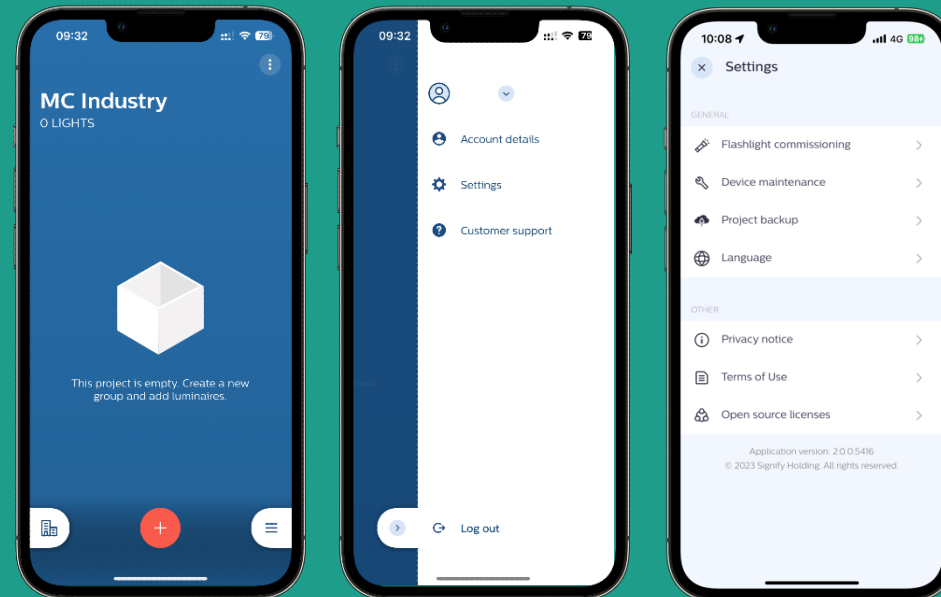 09:32
79
MC Industry
0 LIGHTS
This project is empty. Create a new
group and add luminaires.
09:32
79
Account details
Settings
Customer support
Log out
10:08
4G
98
Settings
GENERAL
Flashlight commissioning
Device maintenance
Project backup
Language
OTHER
Privacy notice
Terms of Use
Open source licenses
Application version: 2.0.0.5416
© 2023 Signify Holding. All rights reserved.